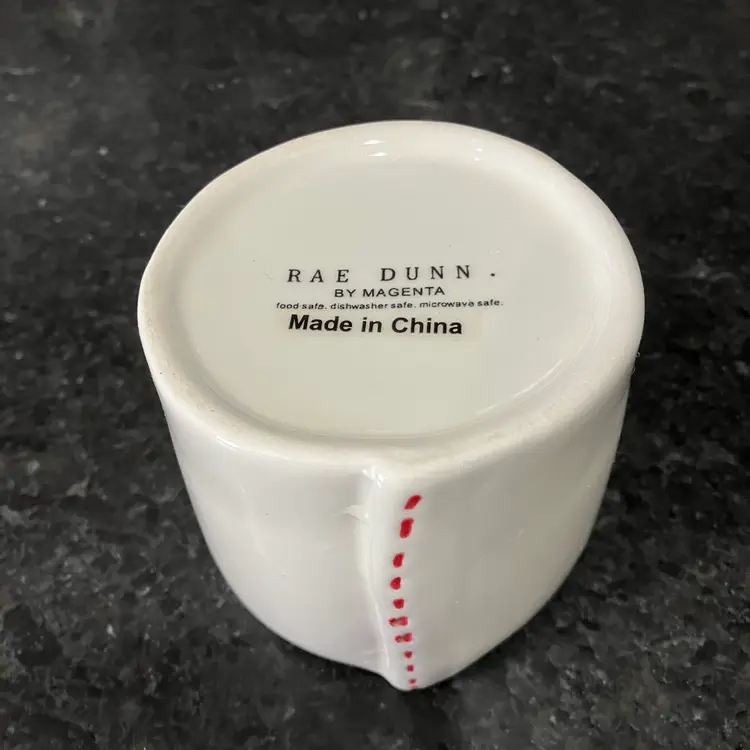 RAE DUNN.
BY MAGENTA
food safe. dishwasher safe. microwave safe.
Made in China